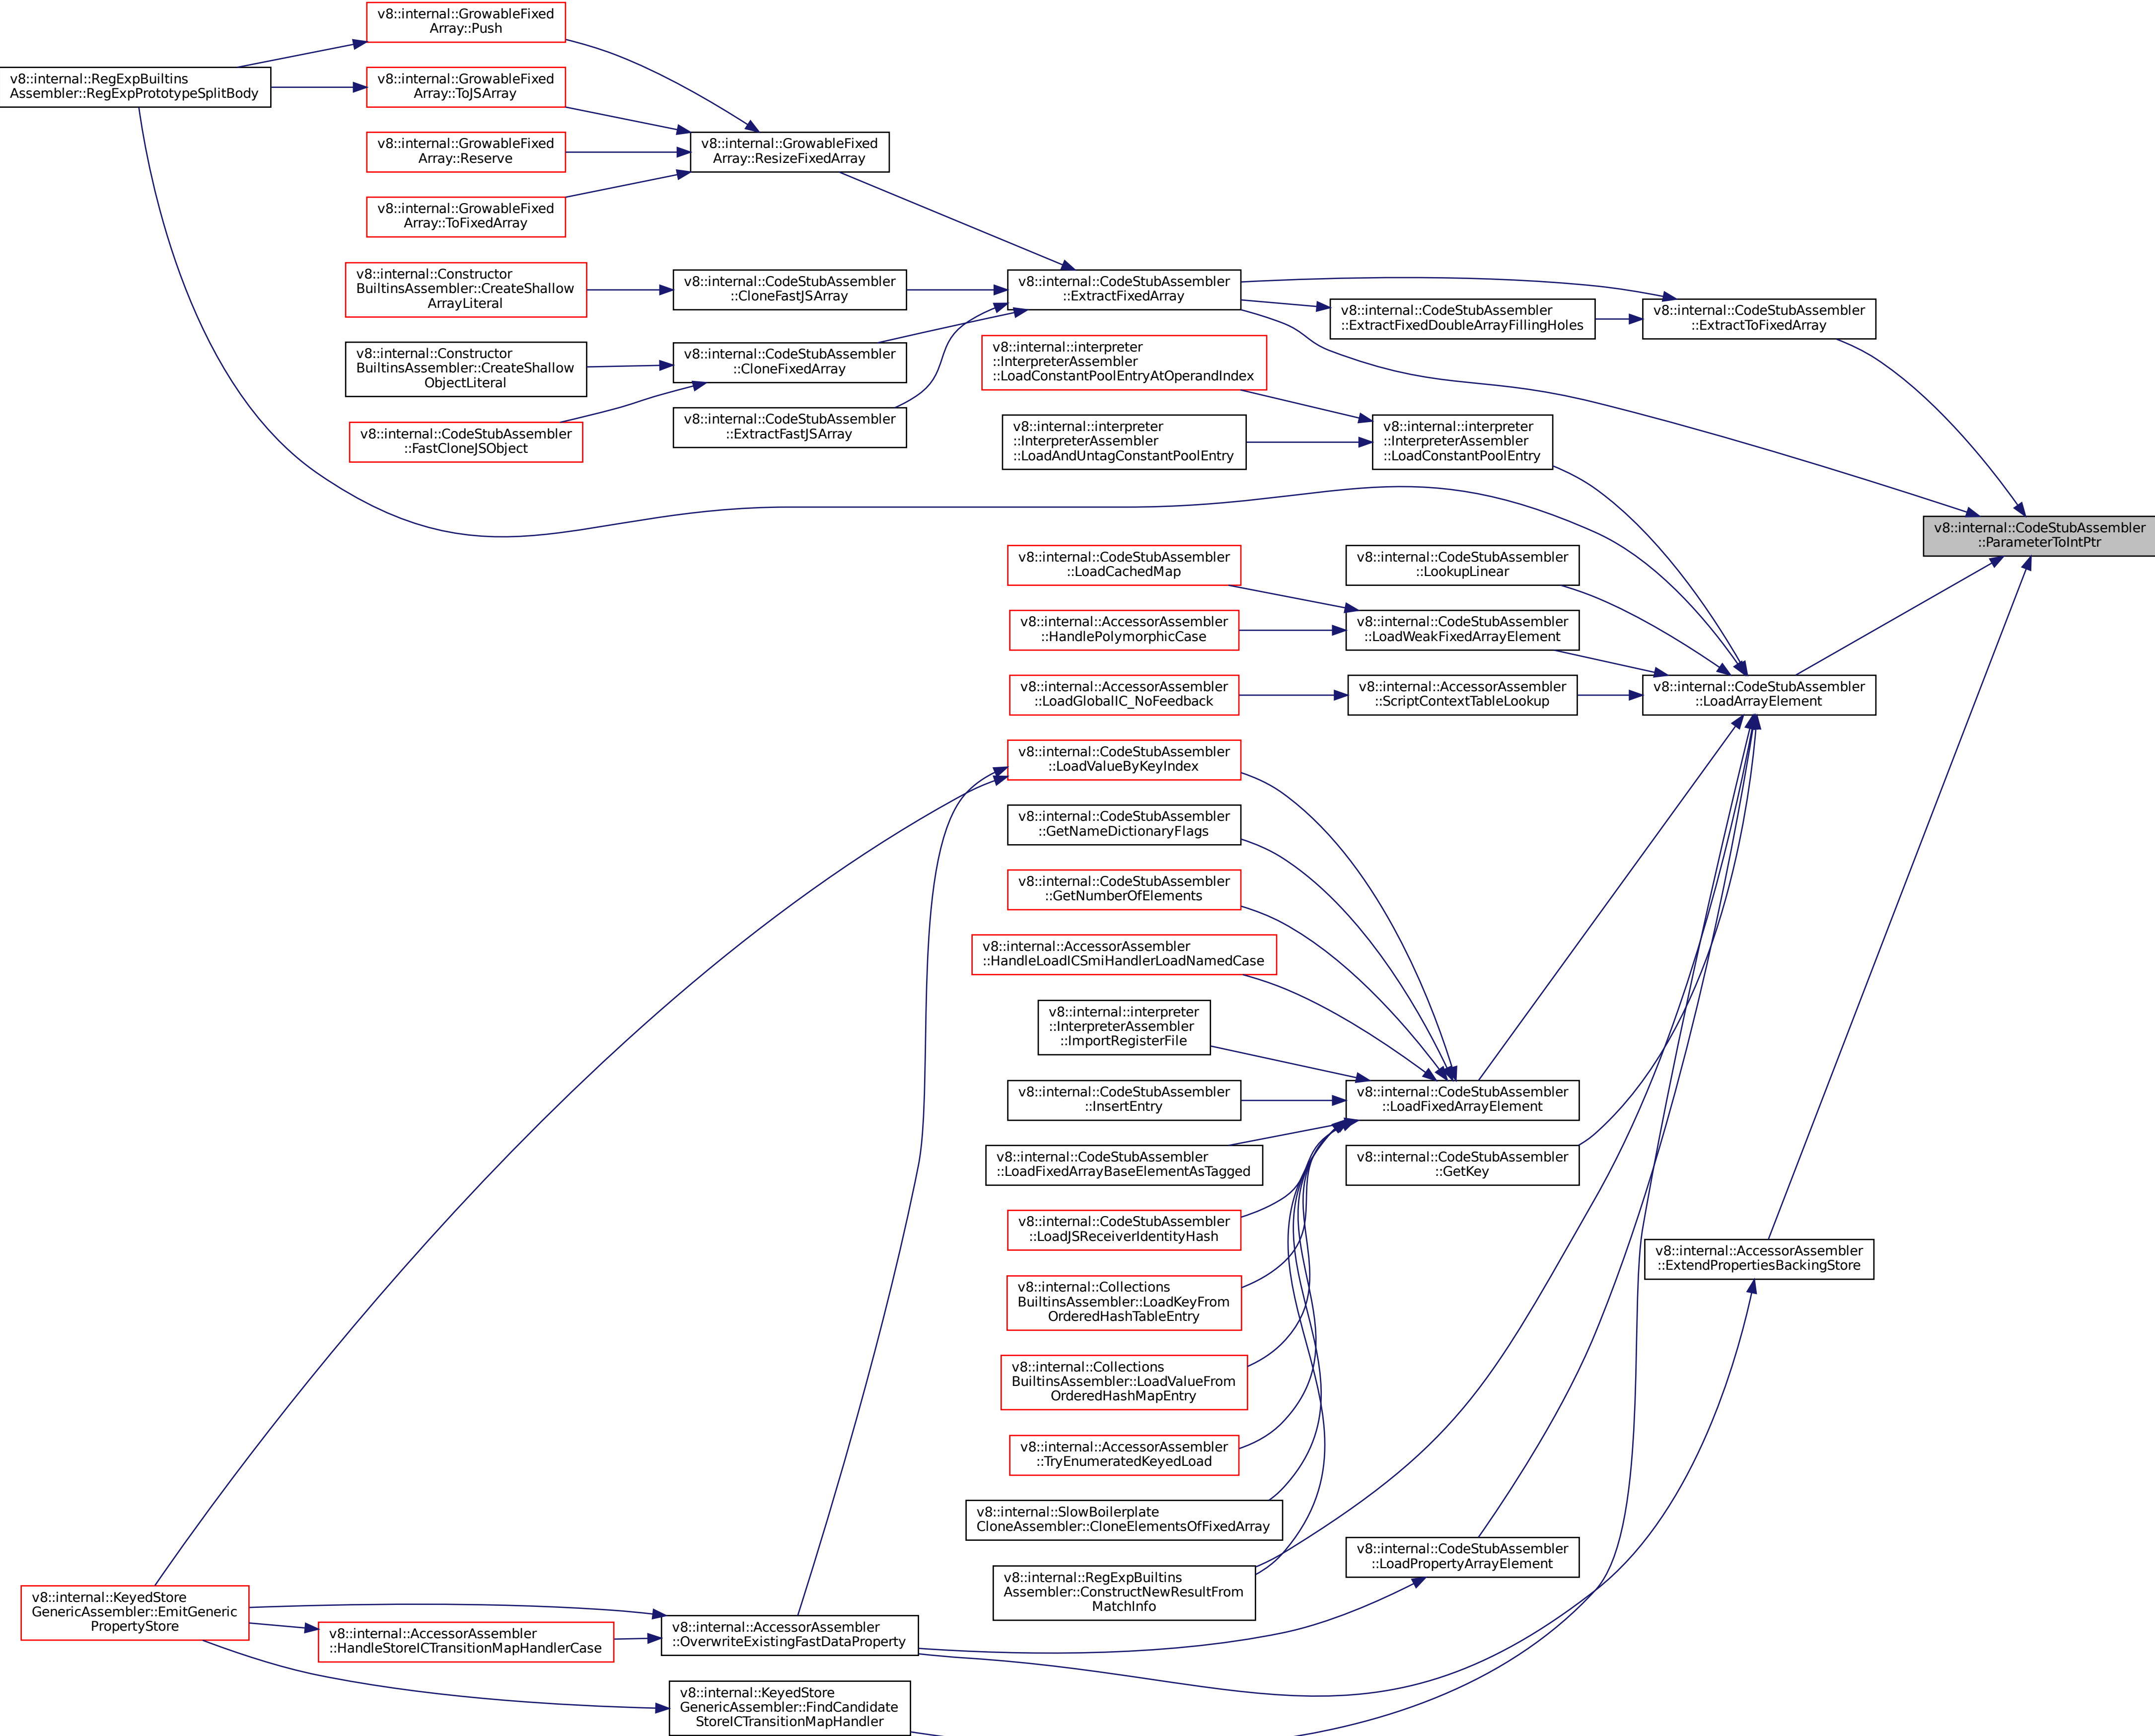 v8::internal::GrowableFixed
Array::Push
v8::internal::RegExpBuiltins
Assembler::RegExpPrototypeSplitBody
v8::internal::GrowableFixed
Array::ToJSArray
v8::internal::GrowableFixed
Array::Reserve
v8::internal::GrowableFixed
Array::ResizeFixedArray
v8::internal::GrowableFixed
Array::ToFixedArray
v8::internal::Constructor
BuiltinsAssembler::CreateShallow
ArrayLiteral
v8::internal::CodeStubAssembler
::CloneFastJSArray
v8::internal::CodeStubAssembler
::ExtractFixedArray
v8::internal::CodeStubAssembler
::ExtractFixedDoubleArrayFillingHoles
v8::internal::CodeStubAssembler
::ExtractToFixedArray
v8::internal::Constructor
BuiltinsAssembler::CreateShallow
ObjectLiteral
v8::internal::CodeStubAssembler
::CloneFixedArray
v8::internal::interpreter
::InterpreterAssembler
::LoadConstantPoolEntryAtOperandIndex
v8::internal::CodeStubAssembler
::FastCloneJSObject
v8::internal::CodeStubAssembler
::ExtractFastJSArray
v8::internal::interpreter
::InterpreterAssembler
::LoadAndUntagConstantPoolEntry
v8::internal::interpreter
::InterpreterAssembler
::LoadConstantPoolEntry
v8::internal::CodeStubAssembler
::ParameterToIntPtr
v8::internal::CodeStubAssembler
::LoadCachedMap
v8::internal::CodeStubAssembler
::LookupLinear
v8::internal::AccessorAssembler
::HandlePolymorphicCase
v8::internal::CodeStubAssembler
::LoadWeakFixedArrayElement
v8::internal::AccessorAssembler
::LoadGlobalIC_NoFeedback
v8::internal::AccessorAssembler
::ScriptContextTableLookup
v8::internal::CodeStubAssembler
::LoadArrayElement
v8::internal::CodeStubAssembler
::LoadValueByKeyIndex
v8::internal::CodeStubAssembler
::GetNameDictionaryFlags
v8::internal::CodeStubAssembler
::GetNumberOfElements
v8::internal::AccessorAssembler
::HandleLoadICSmiHandlerLoadNamedCase
v8::internal::interpreter
::InterpreterAssembler
::ImportRegisterFile
v8::internal::CodeStubAssembler
::InsertEntry
v8::internal::CodeStubAssembler
::LoadFixedArrayElement
v8::internal::CodeStubAssembler
::LoadFixedArrayBaseElementAsTagged
v8::internal::CodeStubAssembler
::GetKey
v8::internal::CodeStubAssembler
::LoadJSReceiverIdentityHash
v8::internal::AccessorAssembler
::ExtendPropertiesBackingStore
v8::internal::Collections
BuiltinsAssembler::LoadKeyFrom
OrderedHashTableEntry
v8::internal::Collections
BuiltinsAssembler::LoadValueFrom
OrderedHashMapEntry
v8::internal::AccessorAssembler
::TryEnumeratedKeyedLoad
v8::internal::SlowBoilerplate
CloneAssembler::CloneElementsOfFixedArray
v8::internal::CodeStubAssembler
::LoadPropertyArrayElement
v8::internal::RegExpBuiltins
Assembler::ConstructNewResultFrom
MatchInfo
v8::internal::KeyedStore
GenericAssembler::EmitGeneric
PropertyStore
v8::internal::AccessorAssembler
::HandleStoreICTransitionMapHandlerCase
v8::internal::AccessorAssembler
::OverwriteExistingFastDataProperty
v8::internal::KeyedStore
GenericAssembler::FindCandidate
StoreICTransitionMapHandler